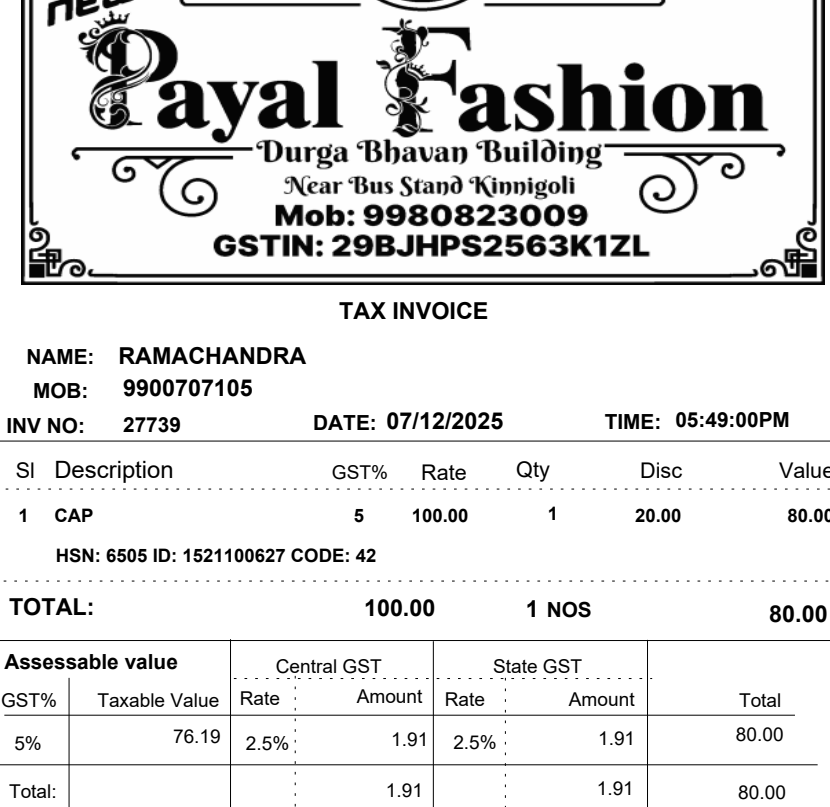 new
Payal Fashion
Durga Bhavan Building
Near Bus Stand Kinnigoli
Mob: 9980823009
GSTIN: 29BJHPS2563K1ZL
TAX INVOICE
NAME: RAMACHANDRA
MOB: 9900707105
INV NO: 27739 DATE: 07/12/2025 TIME: 05:49:00PM
Sl Description GST% Rate Qty Disc Value
1 CAP 5 100.00 1 20.00 80.00
HSN: 6505 ID: 1521100627 CODE: 42
TOTAL: 100.00 1 NOS 80.00
Assessable value Central GST State GST
GST% Taxable Value Rate Amount Rate Amount Total
5% 76.19 2.5% 1.91 2.5% 1.91 80.00
Total: 1.91 1.91 80.00